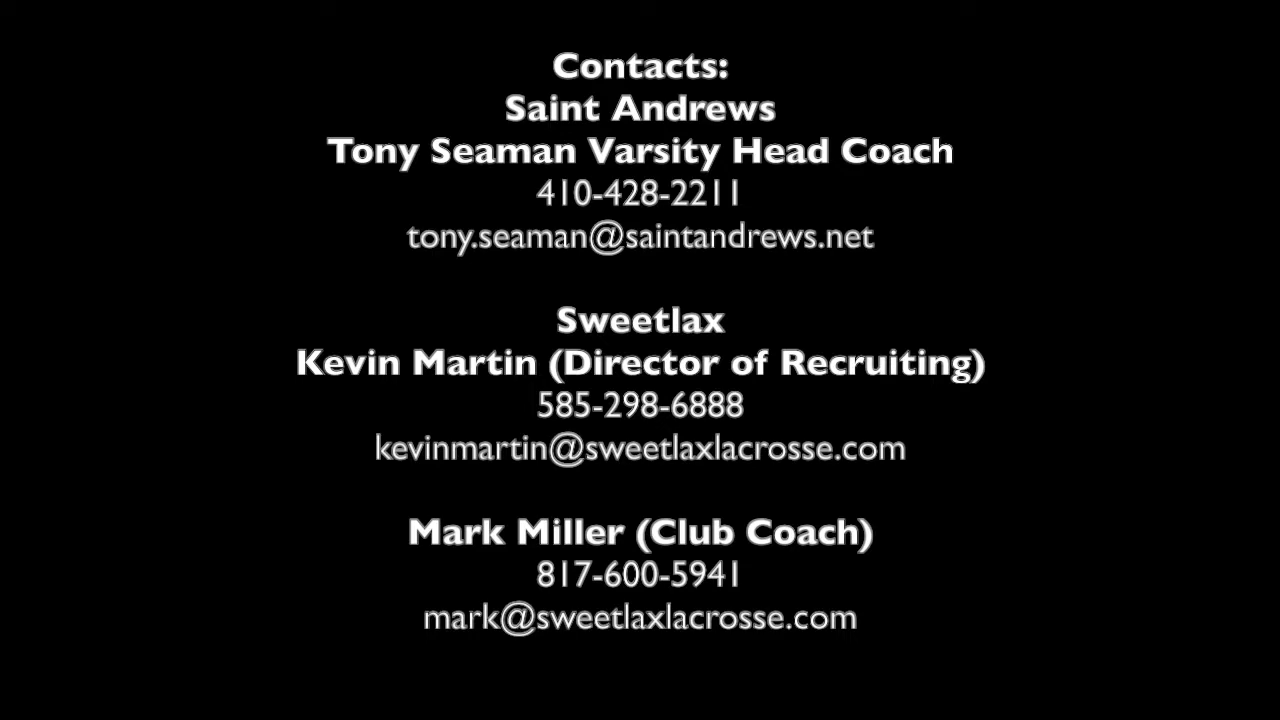 Contacts:
Saint Andrews
Tony Seaman Varsity Head Coach
410-428-2211
tony.seaman@saintandrews.net
Sweetlax
Kevin Martin (Director of Recruiting)
585-298-6888
kevinmartin@sweetlaxlacrosse.com
Mark Miller (Club Coach)
817-600-5941
mark@sweetlaxlacrosse.com